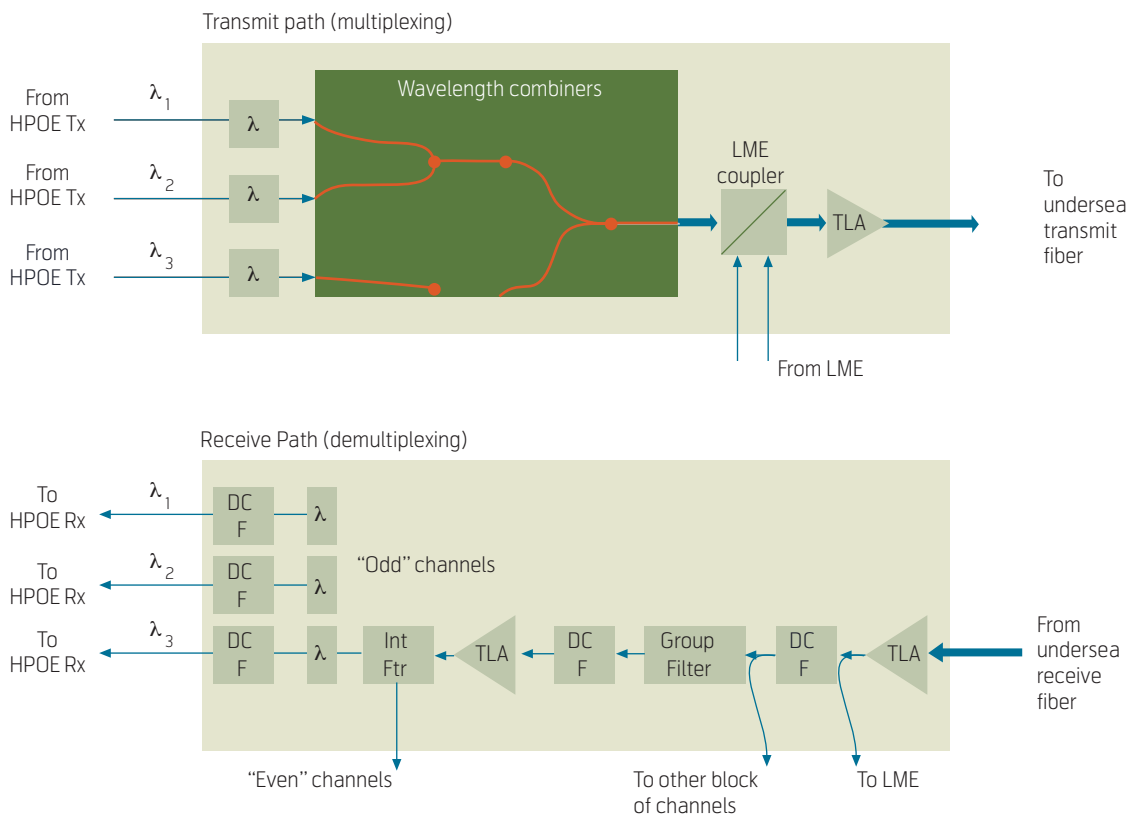 Transmit path (multiplexing)
From
HPOE Tx
λ1
λ
Wavelength combiners
From
HPOE Tx
λ2
λ
LME
coupler
TLA
To
undersea
transmit
fiber
From
HPOE Tx
λ3
λ
From LME
Receive Path (demultiplexing)
To
HPOE Rx
λ1
DC
F
λ
“Odd” channels
To
HPOE Rx
λ2
DC
F
λ
To
HPOE Rx
λ3
DC
F
λ
Int
Ftr
TLA
DC
F
Group
Filter
DC
F
TLA
From
undersea
receive
fiber
“Even” channels
To other block
of channels
To LME